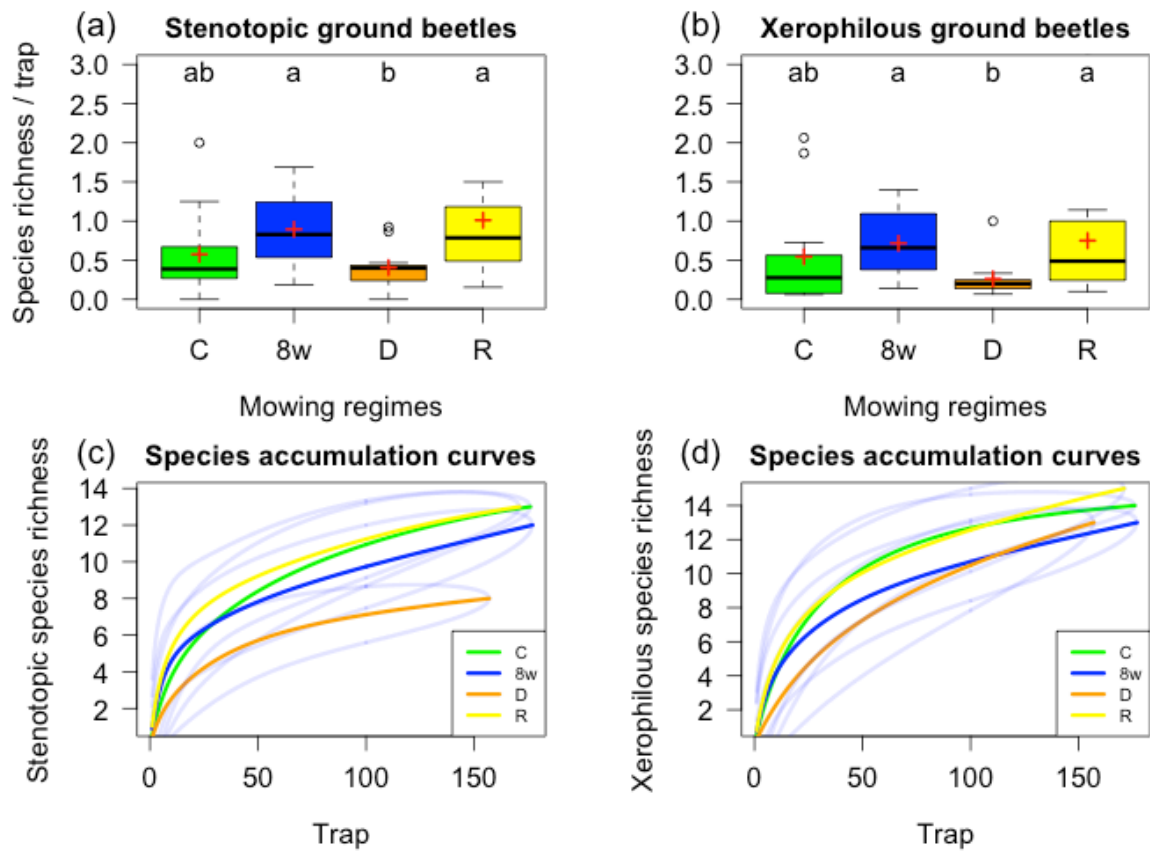 (a) Stenotopic ground beetles
Species richness / trap
3.0
2.5
2.0
1.5
1.0
0.5
0.0
ab a b a
C 8w D R
Mowing regimes
(b) Xerophilous ground beetles
3.0
2.5
2.0
1.5
1.0
0.5
0.0
ab a b a
C 8w D R
Mowing regimes
(c) Species accumulation curves
Stenotopic species richness
14
12
10
8
6
4
2
C
8w
D
R
0 50 100 150
Trap
(d) Species accumulation curves
Xerophilous species richness
14
12
10
8
6
4
2
C
8w
D
R
0 50 100 150
Trap